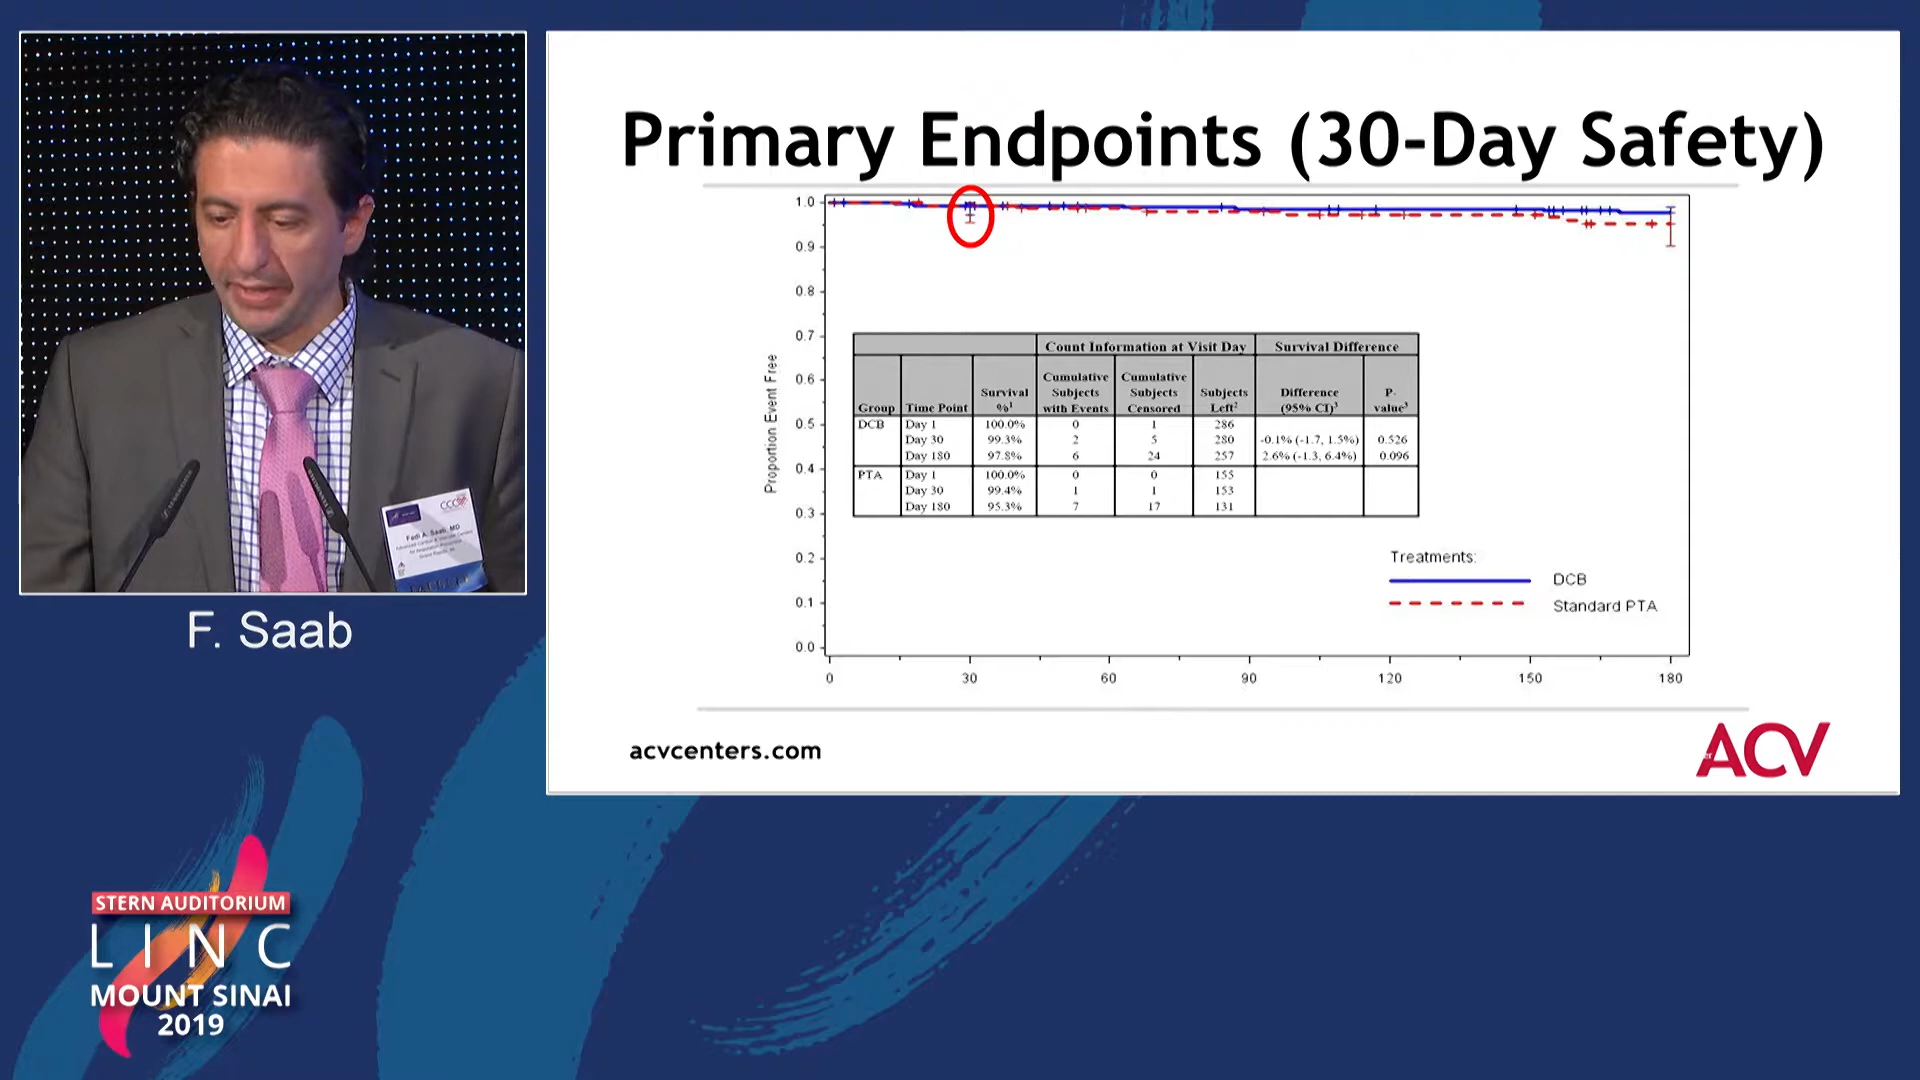 Primary Endpoints (30-Day Safety)
1.0
0.9
0.8
0.7
0.6
0.5
0.4
0.3
0.2
0.1
0.0
Proportion Event Free
Count Information at Visit Day Survival Difference
Group Time Point Survival %¹ Cumulative Subjects with Events Cumulative Subjects Censored Subjects Left² Difference (95% CI)³ P-value³
DCB Day 1 100.0% 0 1 286
Day 30 99.3% 2 5 280 -0.1% (-1.7, 1.5%) 0.526
Day 180 97.8% 6 24 257 2.6% (-1.3, 6.4%) 0.096
PTA Day 1 100.0% 0 0 155
Day 30 99.4% 1 1 153
Day 180 95.3% 7 17 131
Treatments:
DCB
Standard PTA
0 30 60 90 120 150 180
acvcenters.com
ACV
Fadi A. Saab, MD
F. Saab
STERN AUDITORIUM
LINC
MOUNT SINAI
2019